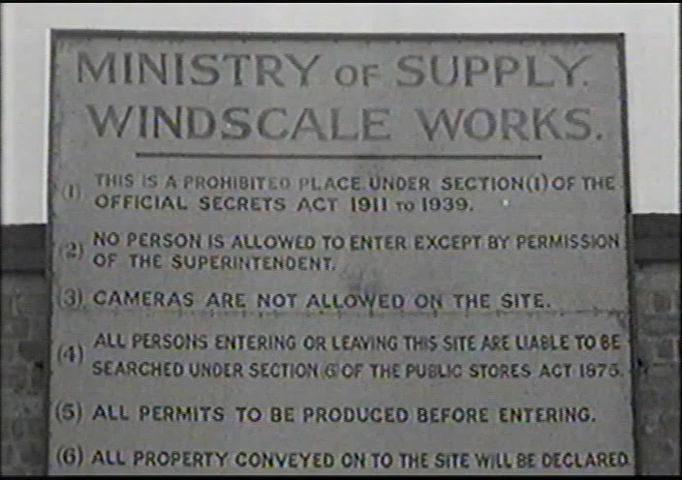 MINISTRY OF SUPPLY.
WINDSCALE WORKS.
(1) THIS IS A PROHIBITED PLACE UNDER SECTION (1) OF THE
OFFICIAL SECRETS ACT 1911 TO 1939.
(2) NO PERSON IS ALLOWED TO ENTER EXCEPT BY PERMISSION
OF THE SUPERINTENDENT.
(3) CAMERAS ARE NOT ALLOWED ON THE SITE.
(4) ALL PERSONS ENTERING OR LEAVING THIS SITE ARE LIABLE TO BE
SEARCHED UNDER SECTION (6) OF THE PUBLIC STORES ACT 1875.
(5) ALL PERMITS TO BE PRODUCED BEFORE ENTERING.
(6) ALL PROPERTY CONVEYED ON TO THE SITE WILL BE DECLARED.